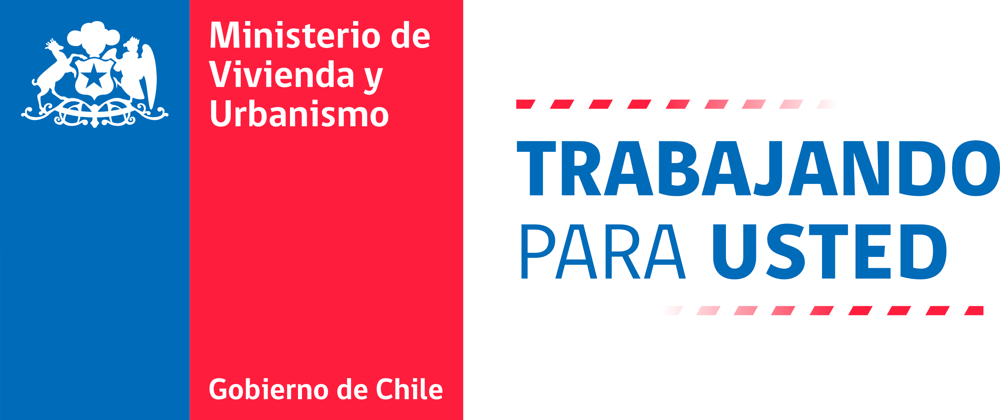 Ministerio de
Vivienda y
Urbanismo
Gobierno de Chile
TRABAJANDO
PARA USTED